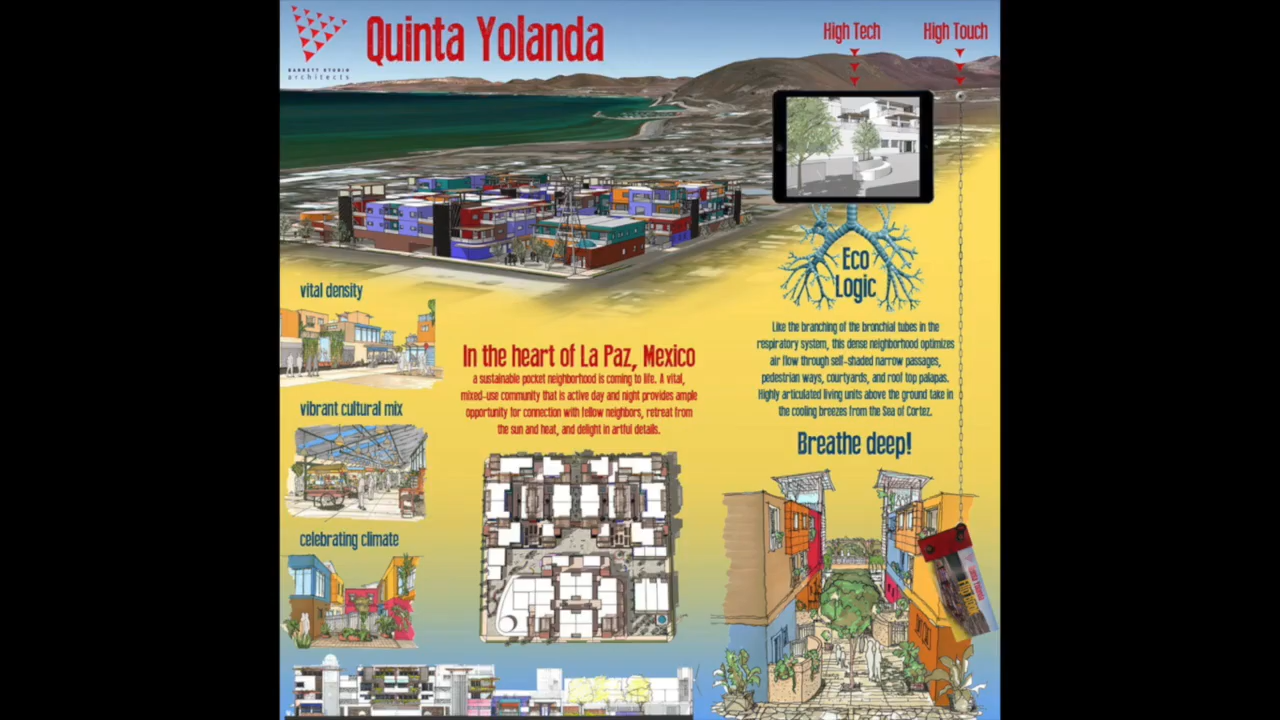 BARRETT STUDIO
architects
Quinta Yolanda
High Tech
High Touch
Eco
Logic
vital density
Like the branching of the bronchial tubes in the
respiratory system, this dense neighborhood optimizes
air flow through self-shaded narrow passages,
pedestrian ways, courtyards, and roof top palapas.
Highly articulated living units above the ground take in
the cooling breezes from the Sea of Cortez.
In the heart of La Paz, Mexico
a sustainable pocket neighborhood is coming to life. A vital,
mixed-use community that is active day and night provides ample
opportunity for connection with fellow neighbors, retreat from
the sun and heat, and delight in artful details.
vibrant cultural mix
Breathe deep!
celebrating climate